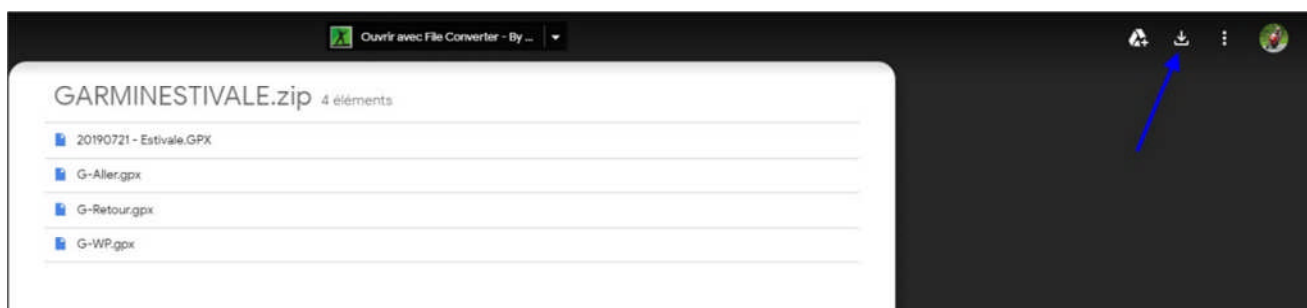 Ouvrir avec File Converter - By ...
GARMINESTIVALE.zip 4 éléments
20190721 - Estivale.GPX
G-Aller.gpx
G-Retour.gpx
G-WP.gpx